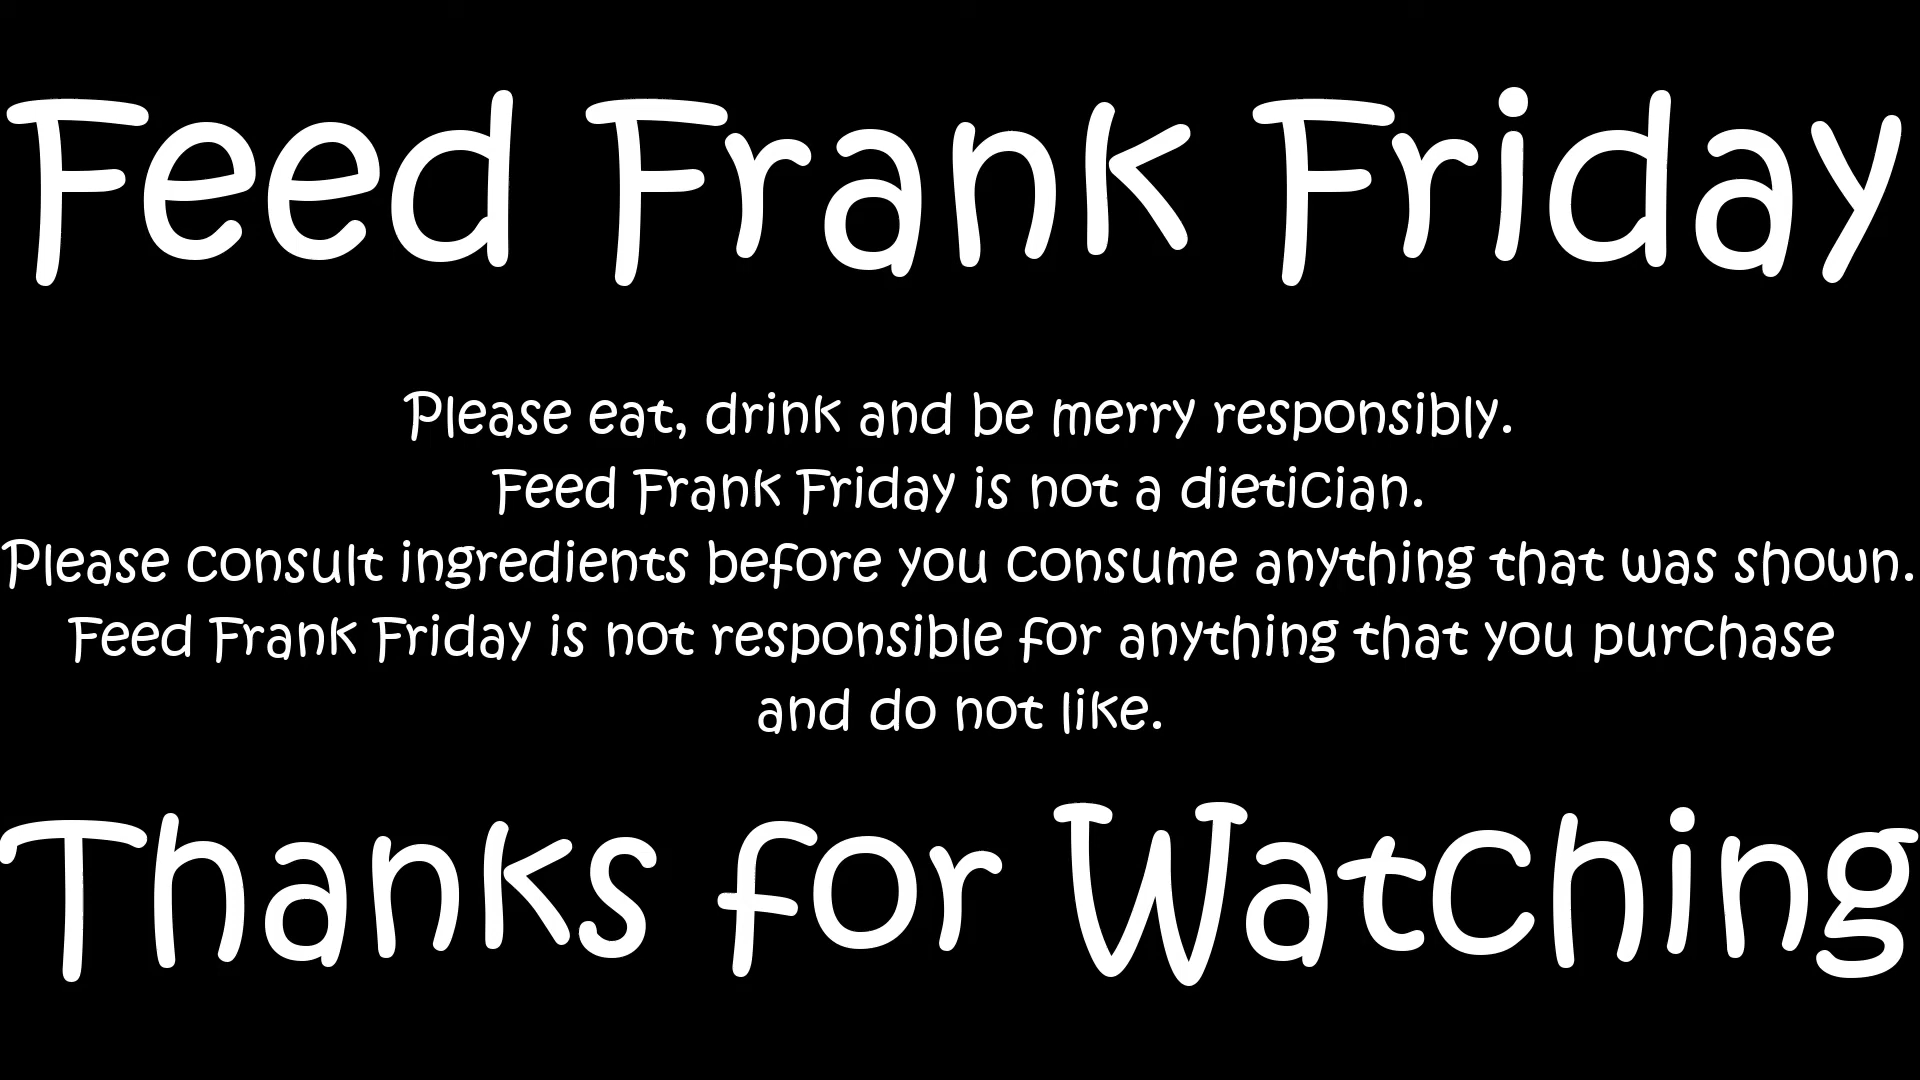 Feed Frank Friday
Please eat, drink and be merry responsibly.
Feed Frank Friday is not a dietician.
Please consult ingredients before you consume anything that was shown.
Feed Frank Friday is not responsible for anything that you purchase
and do not like.
Thanks for Watching